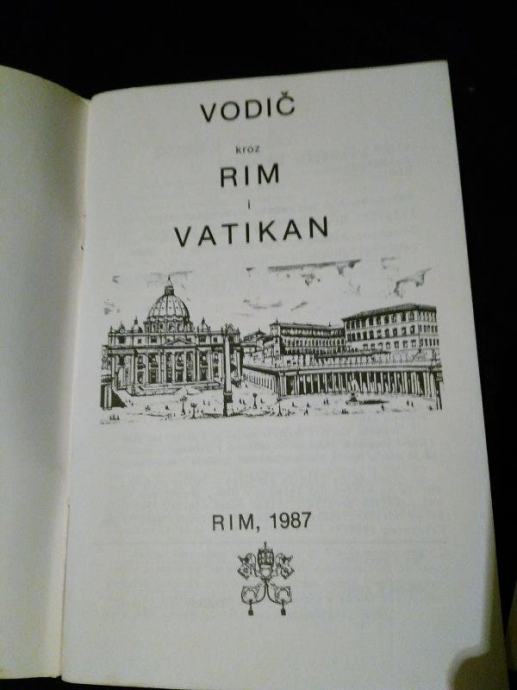 VODIČ
kroz
RIM
i
VATIKAN
RIM, 1987